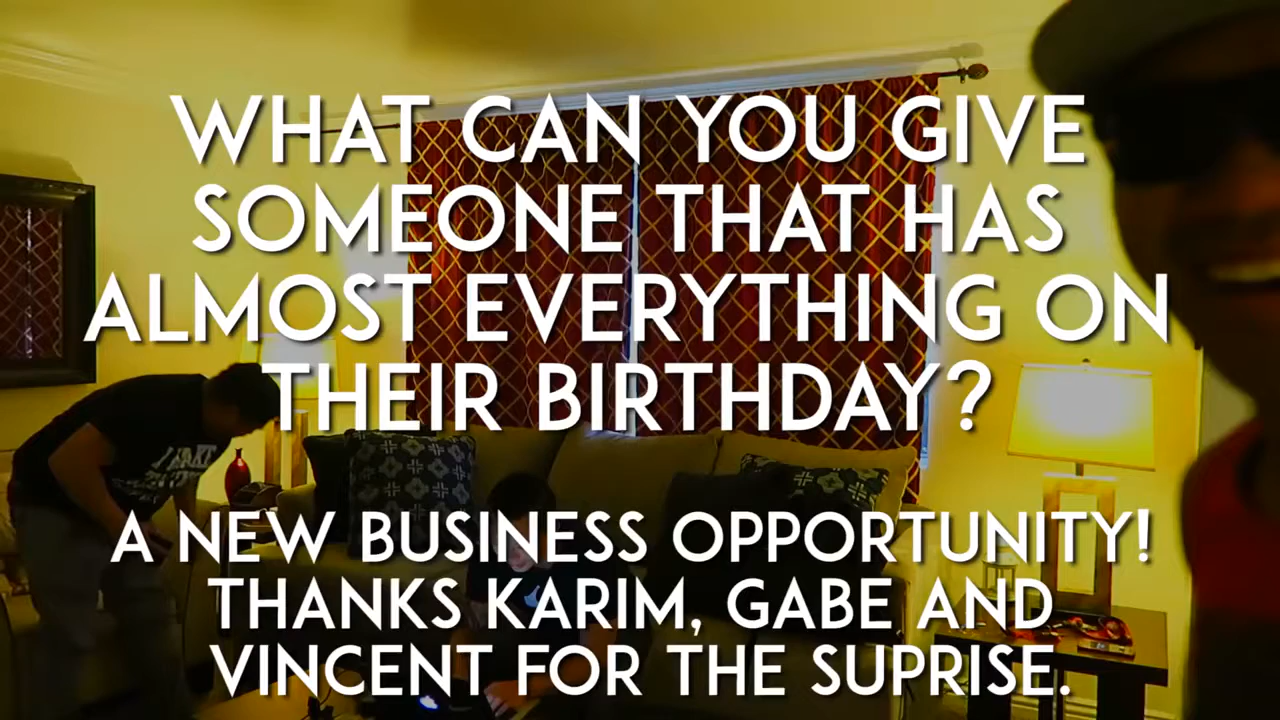 WHAT CAN YOU GIVE
SOMEONE THAT HAS
ALMOST EVERYTHING ON
THEIR BIRTHDAY?
A NEW BUSINESS OPPORTUNITY!
THANKS KARIM, GABE AND
VINCENT FOR THE SUPRISE.
I MAKE